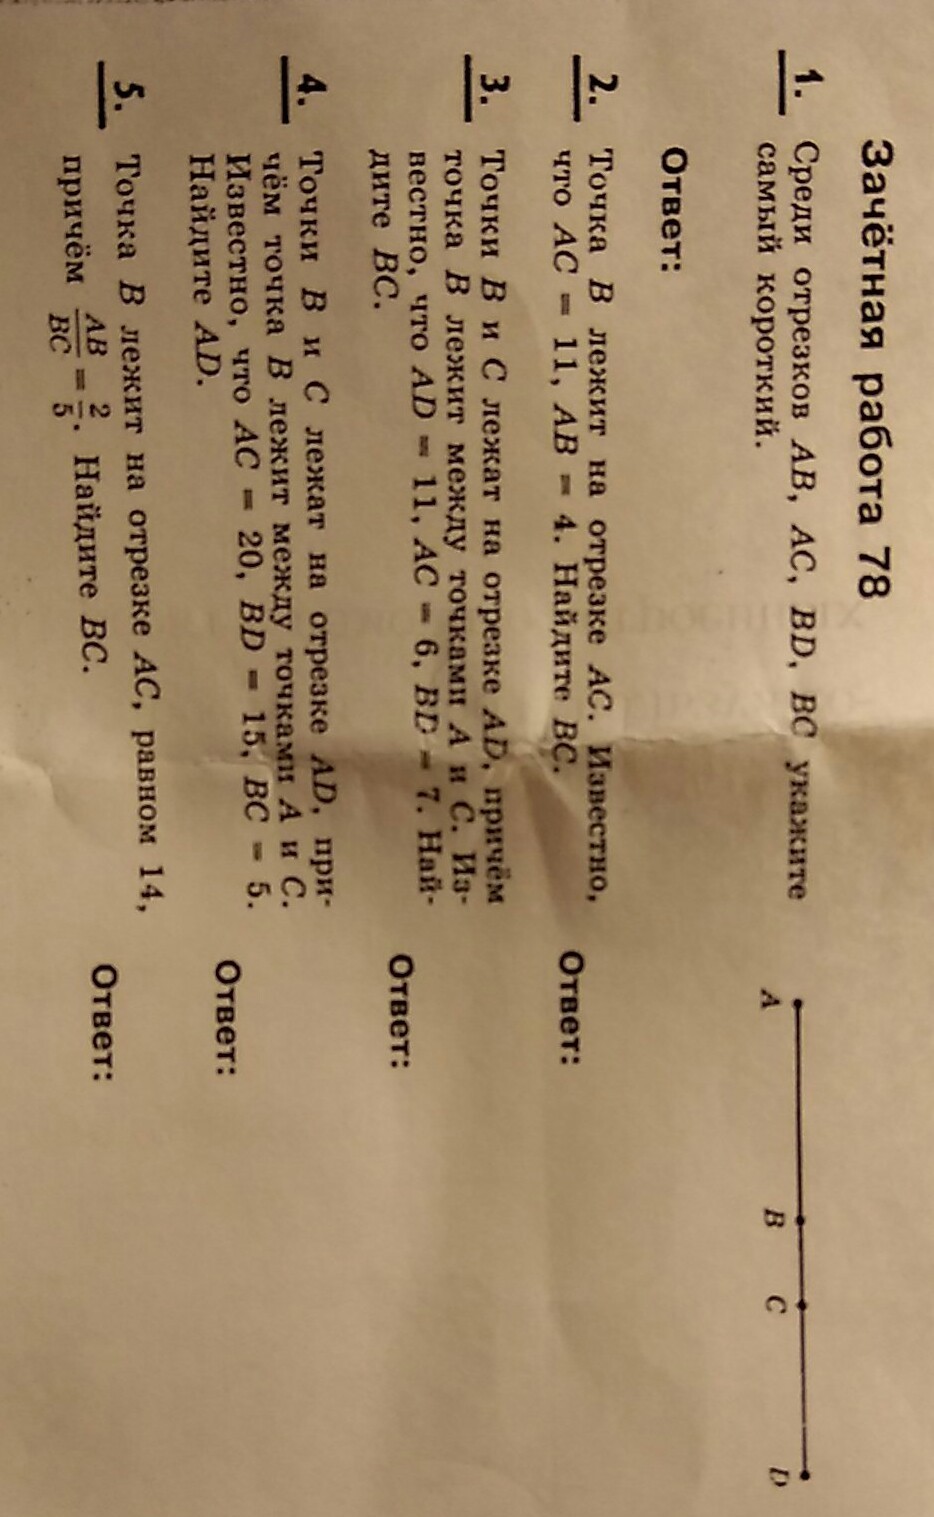 Зачётная работа 78
1. Среди отрезков AB, AC, BD, BC укажите
самый короткий.
A B C D
Ответ:
2. Точка B лежит на отрезке AC. Известно,
что AC = 11, AB = 4. Найдите BC.
Ответ:
3. Точки B и C лежат на отрезке AD, причём
точка B лежит между точками A и C. Из-
вестно, что AD = 11, AC = 6, BD = 7. Най-
дите BC.
Ответ:
4. Точки B и C лежат на отрезке AD, при-
чём точка B лежит между точками A и C.
Известно, что AC = 20, BD = 15, BC = 5.
Найдите AD.
Ответ:
5. Точка B лежит на отрезке AC, равном 14,
причём AB/BC = 2/5. Найдите BC.
Ответ: